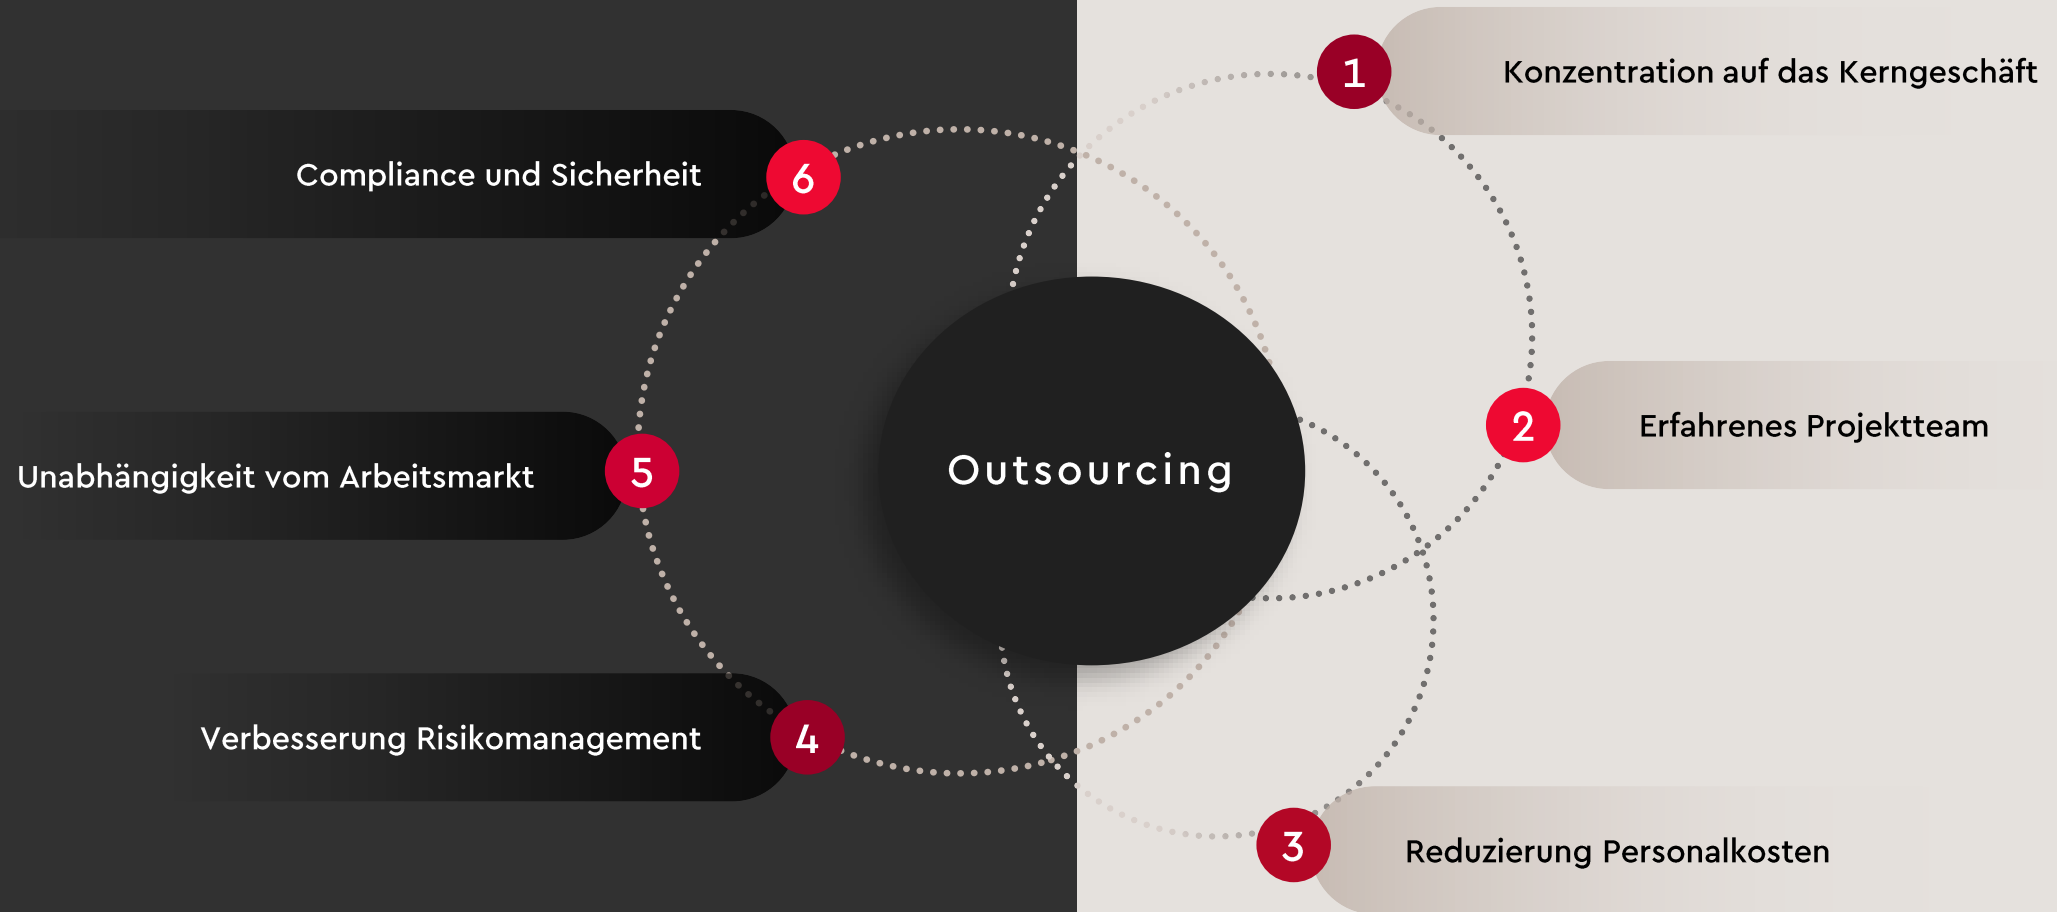 1
Konzentration auf das Kerngeschäft
2
Erfahrenes Projektteam
3
Reduzierung Personalkosten
4
Verbesserung Risikomanagement
5
Unabhängigkeit vom Arbeitsmarkt
6
Compliance und Sicherheit
Outsourcing